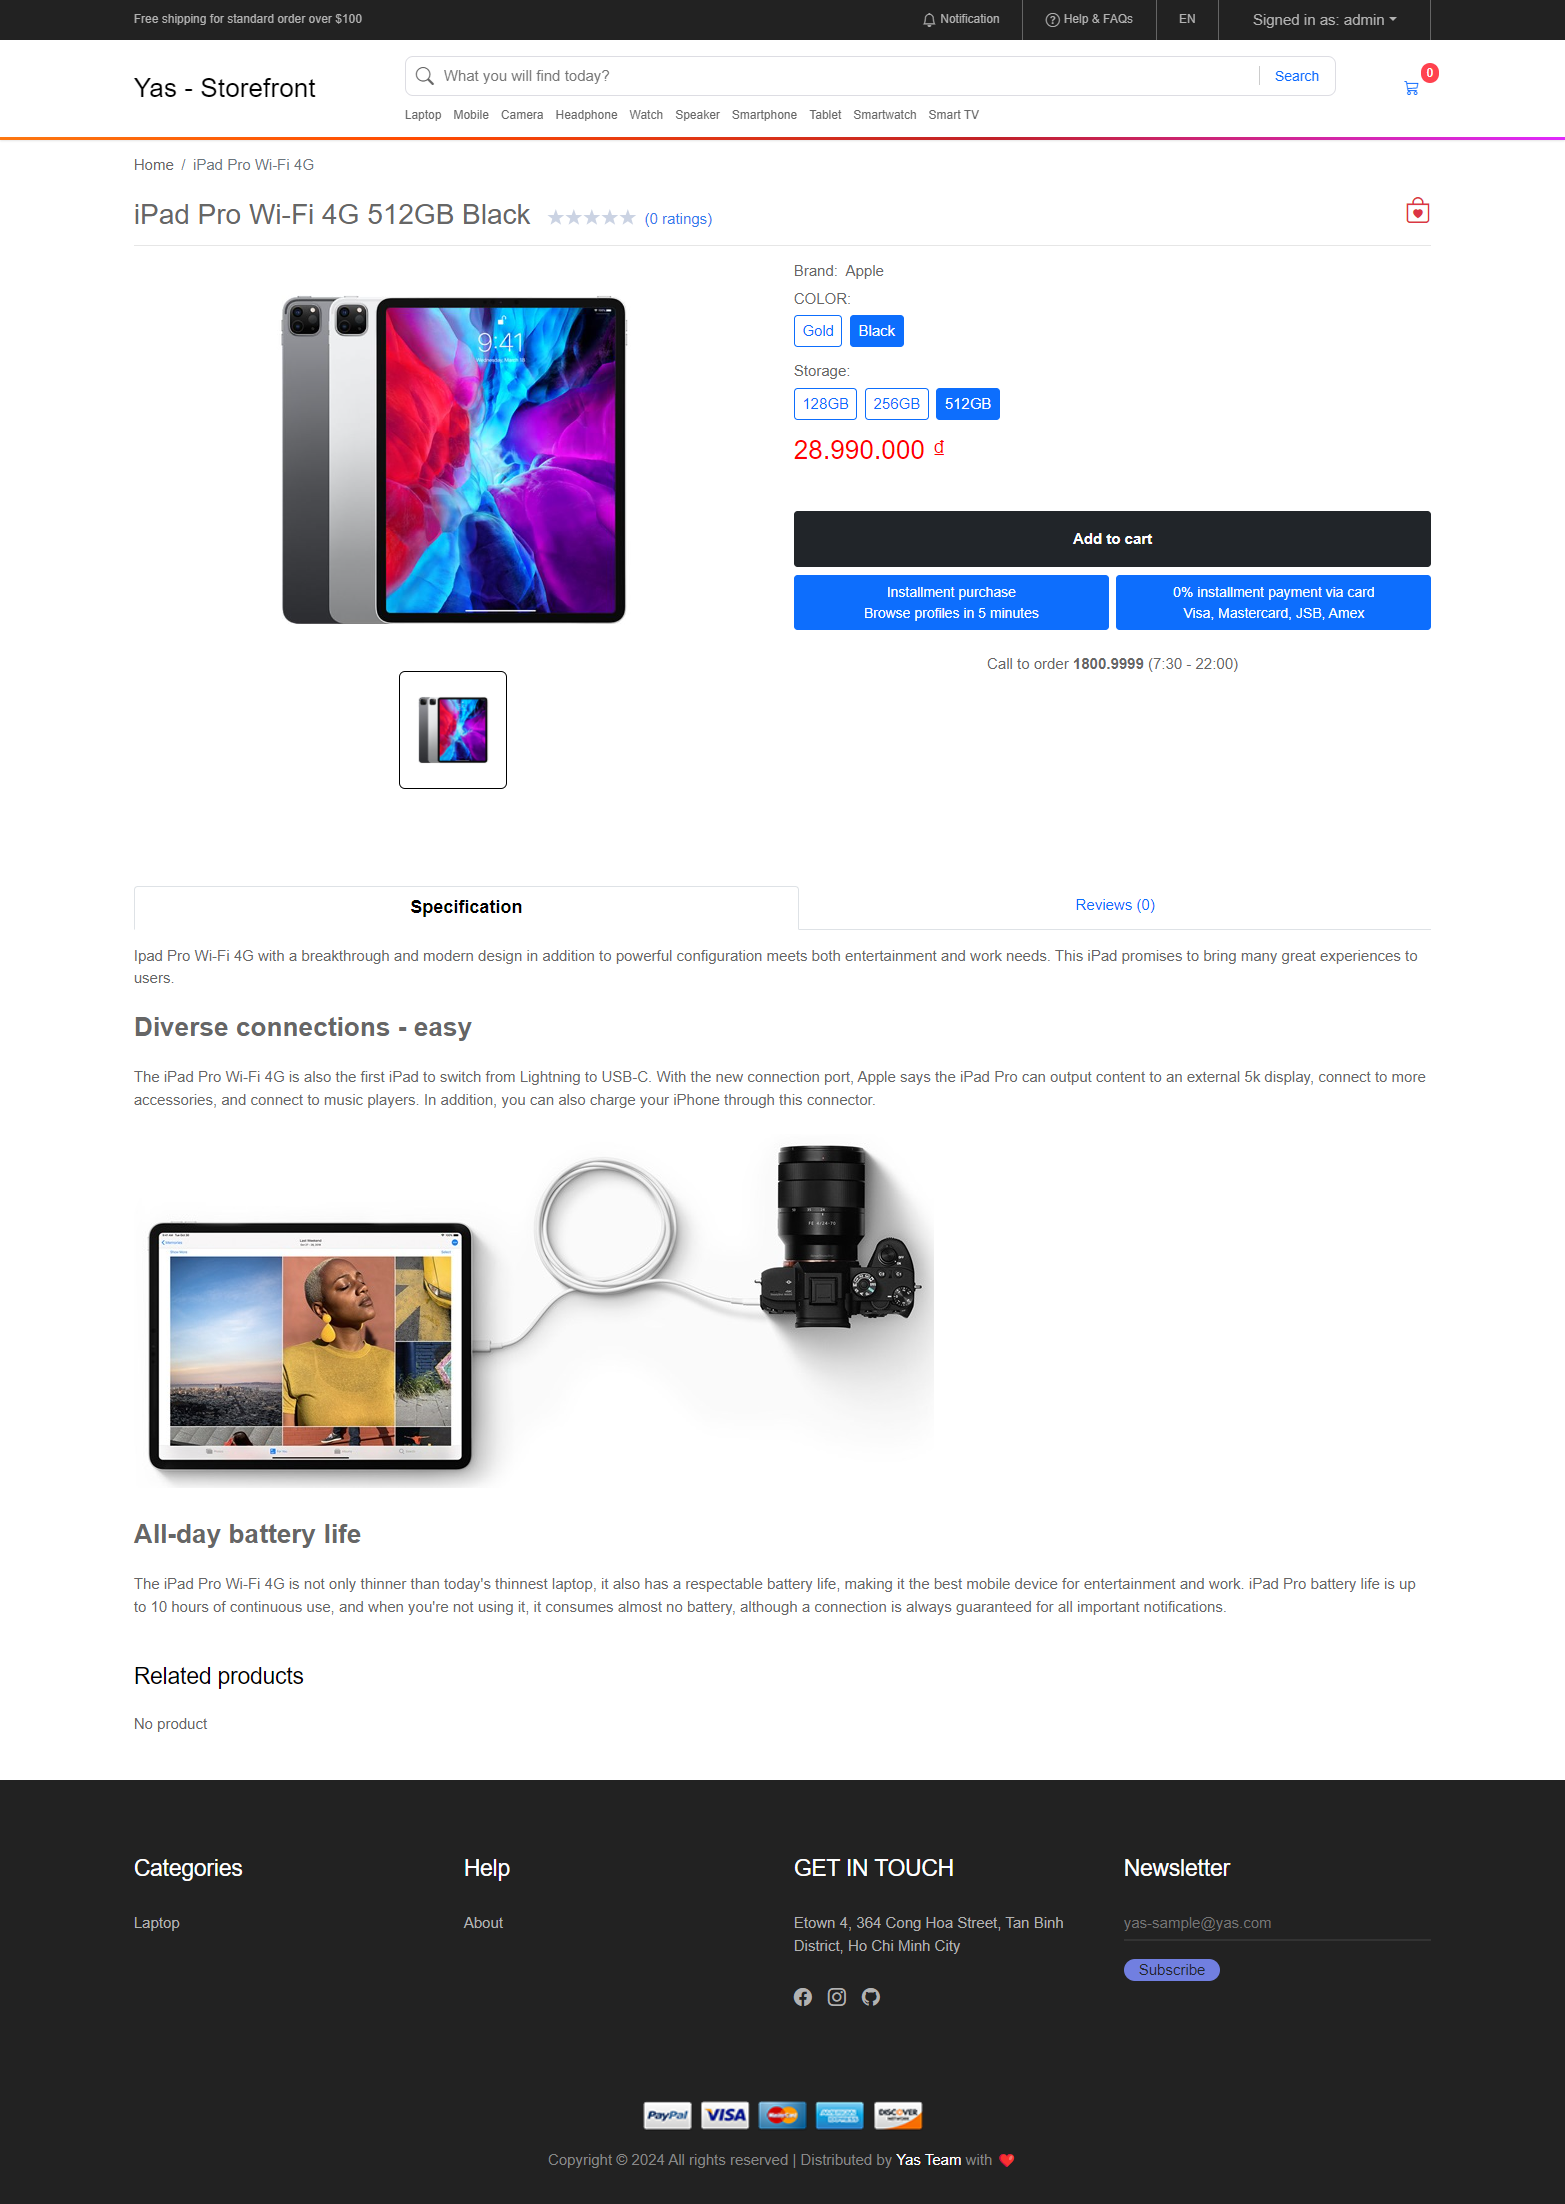 Free shipping for standard order over $100
Notification
Help & FAQs
EN
Signed in as: admin
Yas - Storefront
What you will find today?
Search
0
Laptop Mobile Camera Headphone Watch Speaker Smartphone Tablet Smartwatch Smart TV
Home / iPad Pro Wi-Fi 4G
iPad Pro Wi-Fi 4G 512GB Black
(0 ratings)
9:41
Brand: Apple
COLOR:
Gold Black
Storage:
128GB 256GB 512GB
28.990.000 ₫
Add to cart
Installment purchase
Browse profiles in 5 minutes
0% installment payment via card
Visa, Mastercard, JSB, Amex
Call to order 1800.9999 (7:30 - 22:00)
Specification
Reviews (0)
Ipad Pro Wi-Fi 4G with a breakthrough and modern design in addition to powerful configuration meets both entertainment and work needs. This iPad promises to bring many great experiences to
users.
Diverse connections - easy
The iPad Pro Wi-Fi 4G is also the first iPad to switch from Lightning to USB-C. With the new connection port, Apple says the iPad Pro can output content to an external 5k display, connect to more
accessories, and connect to music players. In addition, you can also charge your iPhone through this connector.
FE 4/24-70
All-day battery life
The iPad Pro Wi-Fi 4G is not only thinner than today's thinnest laptop, it also has a respectable battery life, making it the best mobile device for entertainment and work. iPad Pro battery life is up
to 10 hours of continuous use, and when you're not using it, it consumes almost no battery, although a connection is always guaranteed for all important notifications.
Related products
No product
Categories
Laptop
Help
About
GET IN TOUCH
Etown 4, 364 Cong Hoa Street, Tan Binh
District, Ho Chi Minh City
Newsletter
yas-sample@yas.com
Subscribe
PayPal VISA MasterCard AMERICAN EXPRESS DISCOVER NETWORK
Copyright © 2024 All rights reserved | Distributed by Yas Team with ❤️